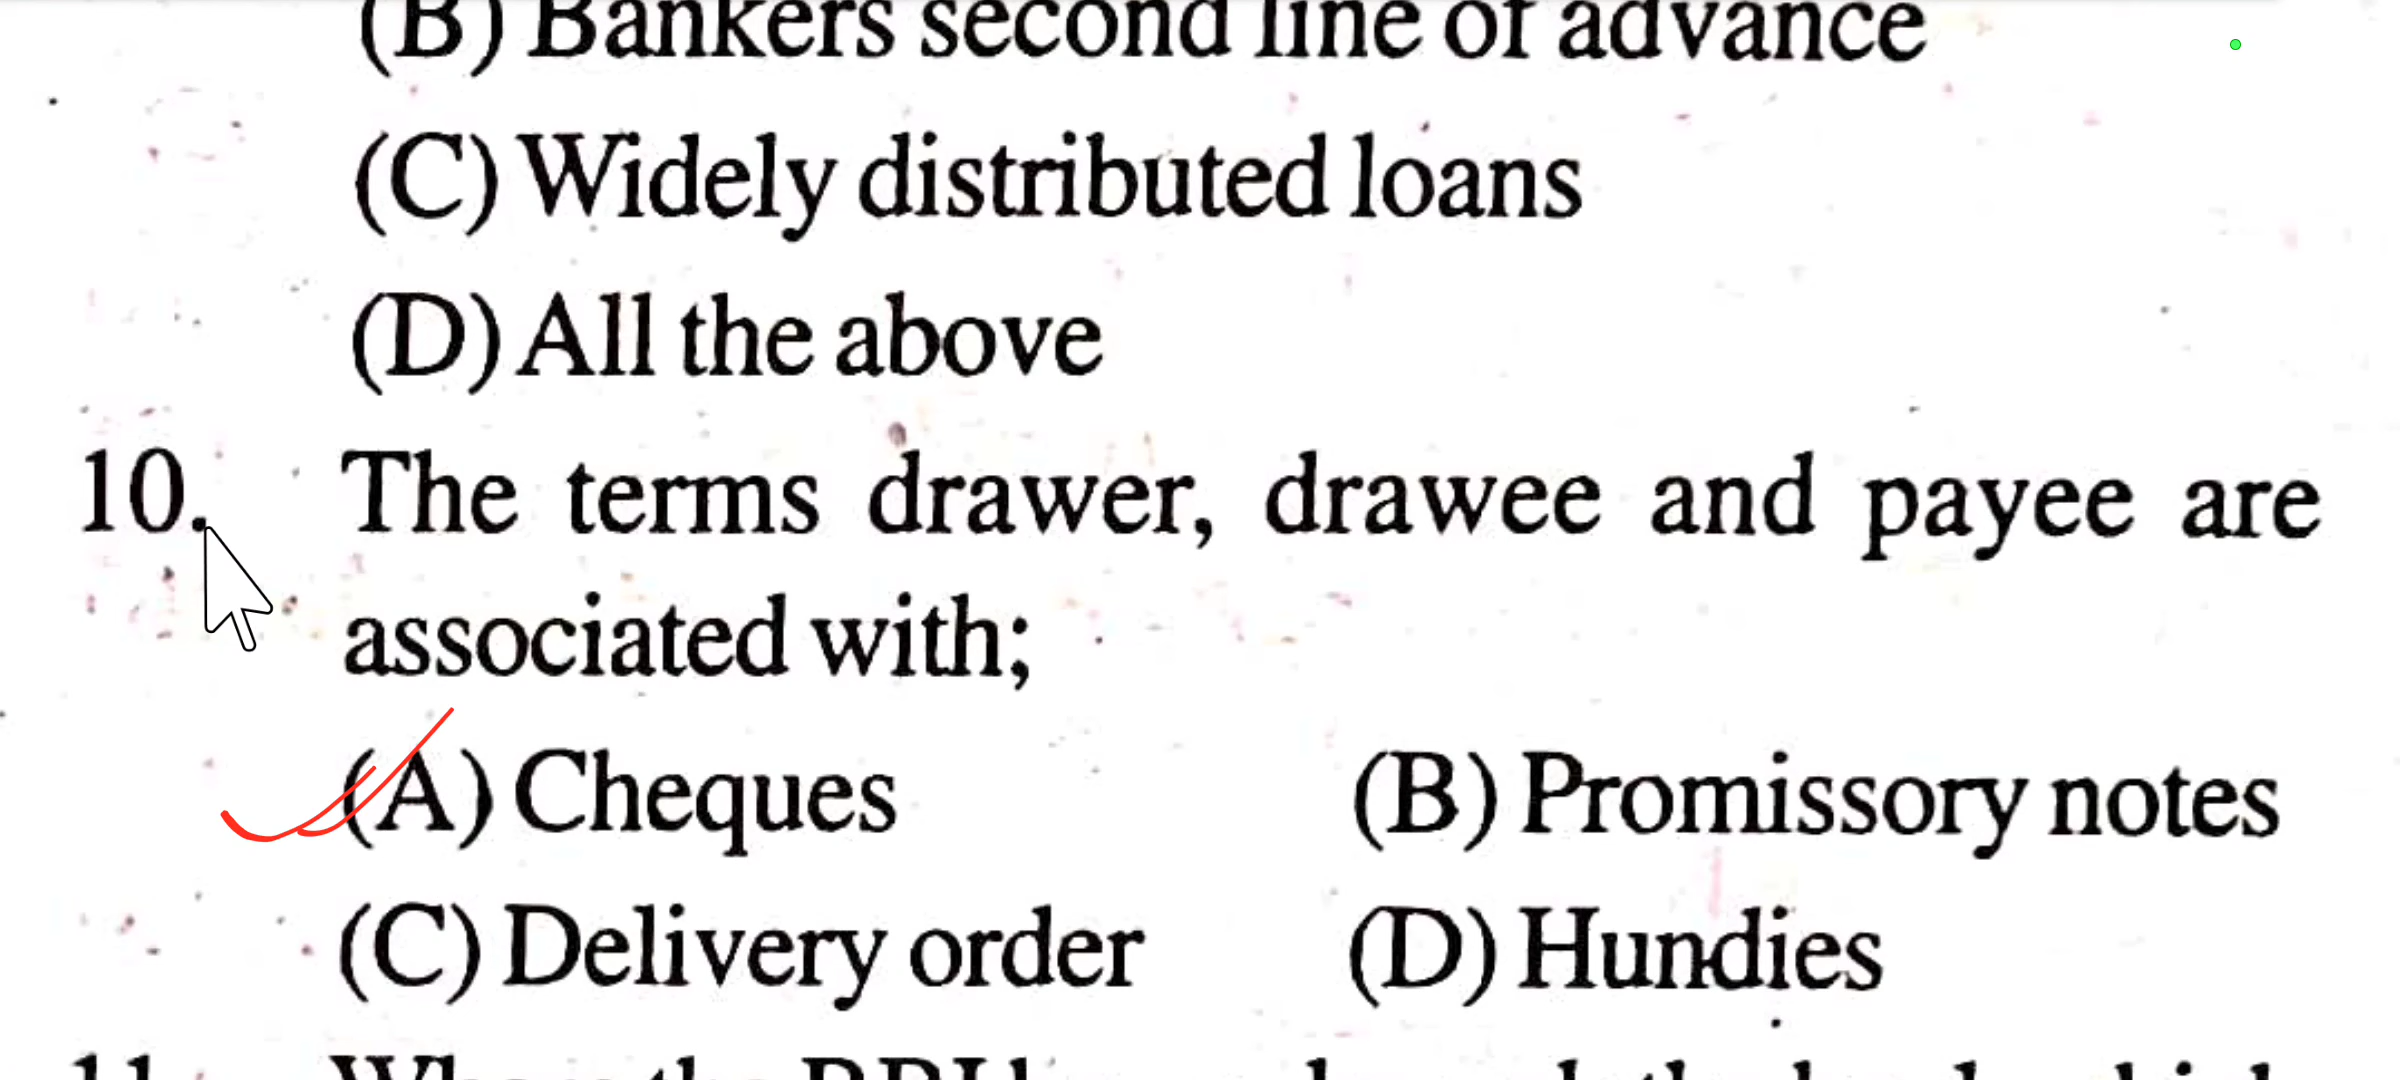 (B) Bankers second line of advance
(C) Widely distributed loans
(D) All the above
10. The terms drawer, drawee and payee are
associated with;
(A) Cheques (B) Promissory notes
(C) Delivery order (D) Hundies
11.